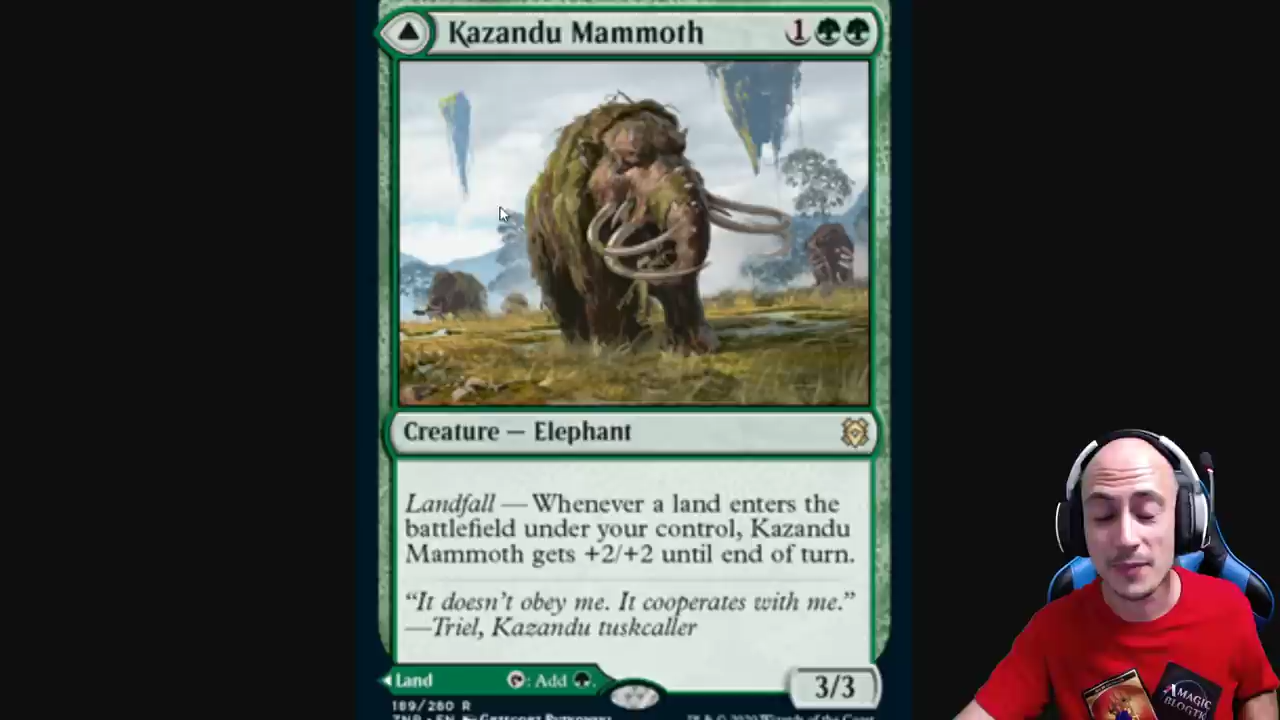 Kazandu Mammoth 1
Creature — Elephant
Landfall — Whenever a land enters the
battlefield under your control, Kazandu
Mammoth gets +2/+2 until end of turn.
“It doesn't obey me. It cooperates with me.”
—Triel, Kazandu tuskcaller
Land : Add .
3/3
189/280 R
MAGIC